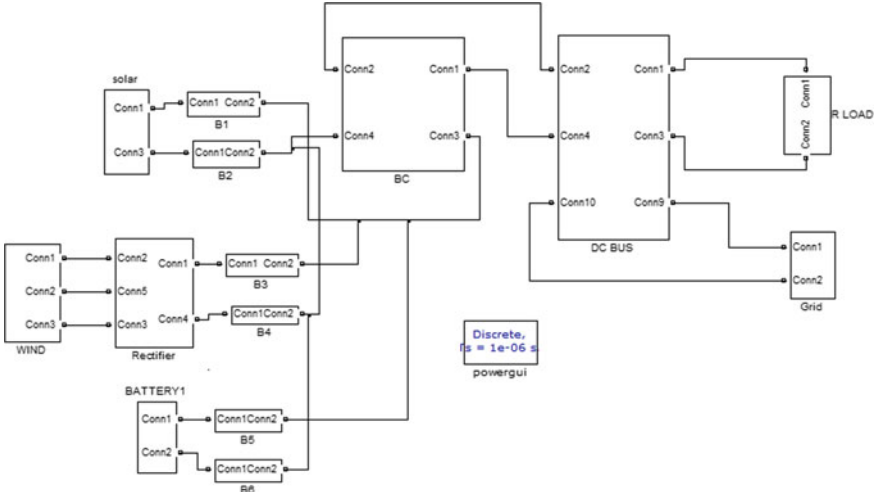 solar
Conn1
Conn3
Conn1 Conn2
B1
Conn1Conn2
B2
Conn2
Conn1
Conn4
Conn3
BC
Conn2
Conn1
Conn4
Conn3
Conn10
Conn9
DC BUS
Conn1
Conn2
R LOAD
Conn1
Conn2
Grid
Conn1
Conn2
Conn3
WIND
Conn2
Conn1
Conn5
Conn3
Conn4
Rectifier
Conn1 Conn2
B3
Conn1Conn2
B4
Discrete,
s = 1e-06 s.
powergui
BATTERY1
Conn1
Conn2
Conn1Conn2
B5
Conn1Conn2
B6